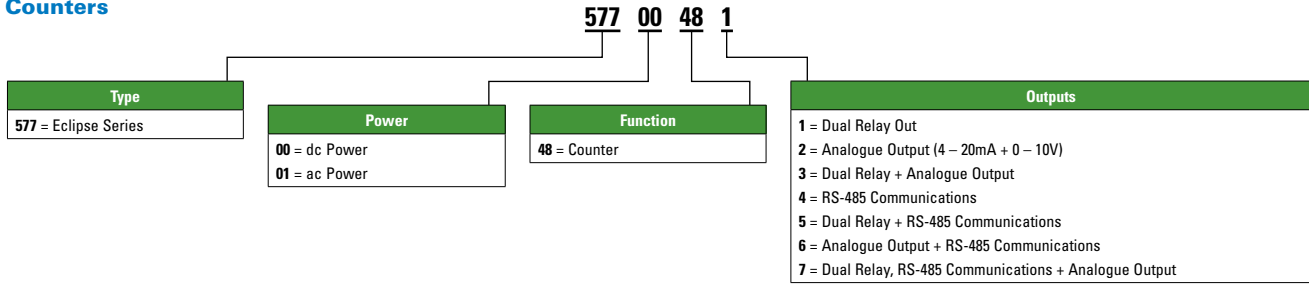 Counters
577 00 48 1
Type
577 = Eclipse Series
Power
00 = dc Power
01 = ac Power
Function
48 = Counter
Outputs
1 = Dual Relay Out
2 = Analogue Output (4 – 20mA + 0 – 10V)
3 = Dual Relay + Analogue Output
4 = RS-485 Communications
5 = Dual Relay + RS-485 Communications
6 = Analogue Output + RS-485 Communications
7 = Dual Relay, RS-485 Communications + Analogue Output